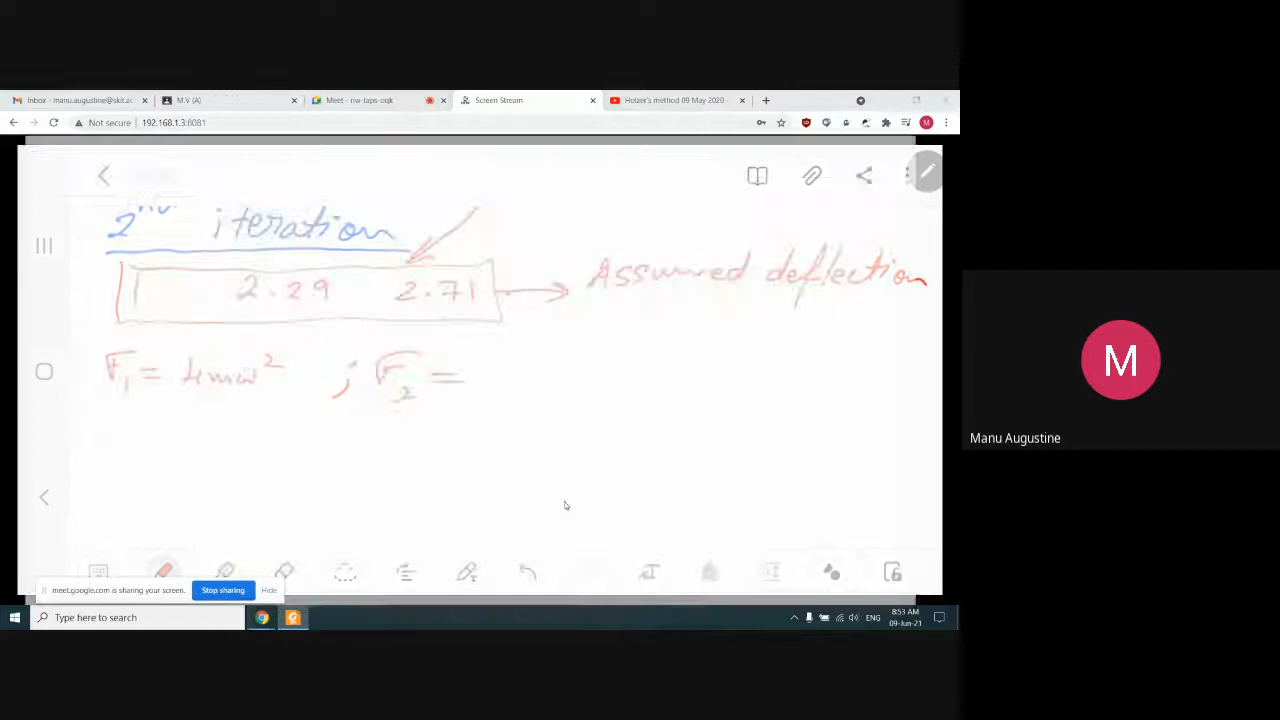 Inbox - manu.augustine@skit.ac
M.V (A)
Meet - riw-taps-oqk
Screen Stream
Holzer's method 09 May 2020 -
Not secure
192.168.1.3:8081
2nd iteration
1 2.29 2.71
Assumed deflection
F1 = 4mω² ; F2 =
Manu Augustine
M
meet.google.com is sharing your screen.
Stop sharing
Hide
Type here to search
ENG
8:53 AM
09-Jun-21